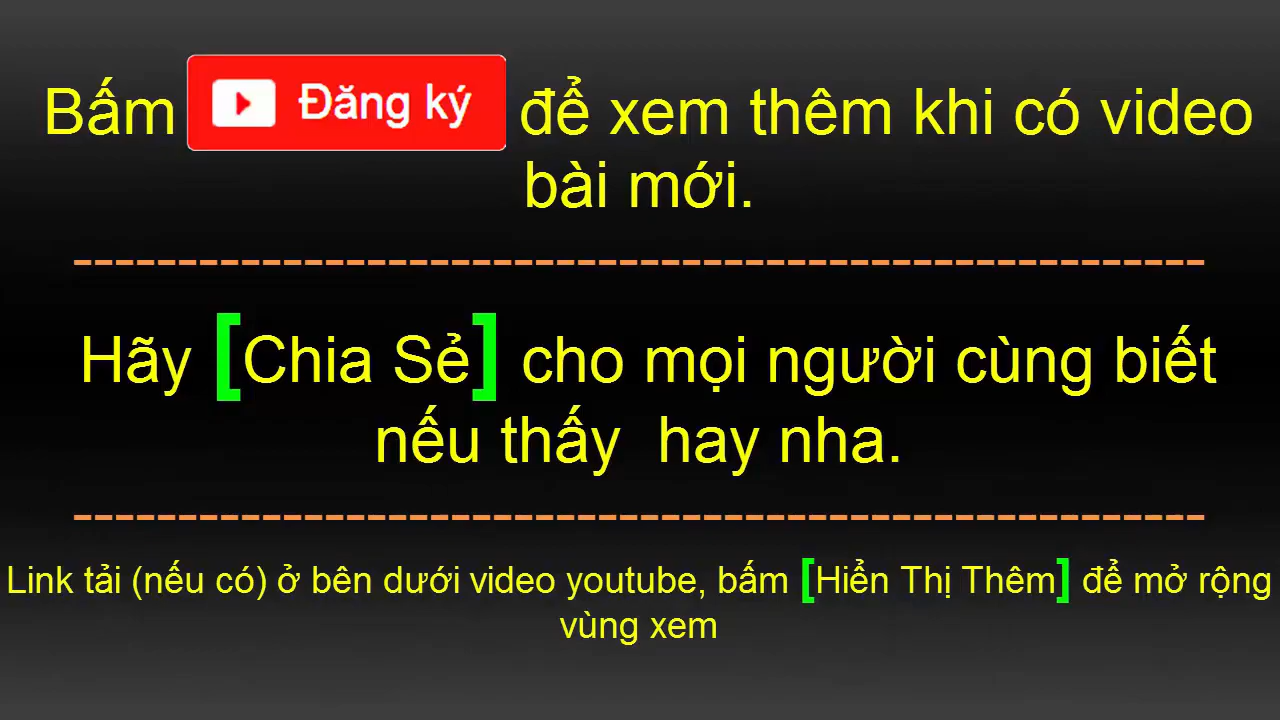 Bấm Đăng ký để xem thêm khi có video
bài mới.
------------------------------------------------------
Hãy [Chia Sẻ] cho mọi người cùng biết
nếu thấy  hay nha.
------------------------------------------------------
Link tải (nếu có) ở bên dưới video youtube, bấm [Hiển Thị Thêm] để mở rộng
vùng xem